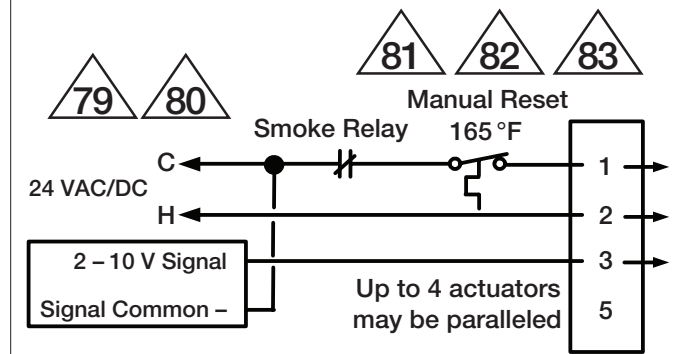 81 82 83
79 80
Manual Reset
Smoke Relay 165 °F
C
24 VAC/DC
H
1
2
2 – 10 V Signal
3
Signal Common –
Up to 4 actuators
may be paralleled
5